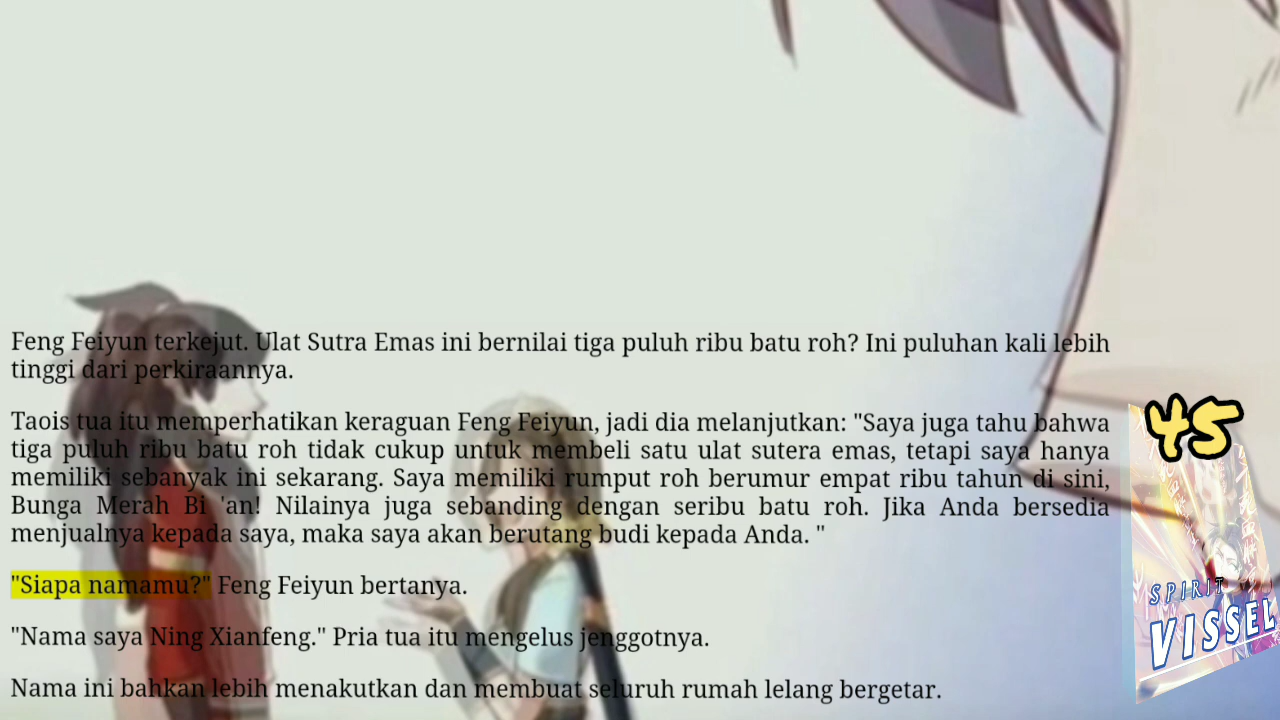 Feng Feiyun terkejut. Ulat Sutra Emas ini bernilai tiga puluh ribu batu roh? Ini puluhan kali lebih
tinggi dari perkiraannya.
Taois tua itu memperhatikan keraguan Feng Feiyun, jadi dia melanjutkan: "Saya juga tahu bahwa
tiga puluh ribu batu roh tidak cukup untuk membeli satu ulat sutera emas, tetapi saya hanya
memiliki sebanyak ini sekarang. Saya memiliki rumput roh berumur empat ribu tahun di sini,
Bunga Merah Bi 'an! Nilainya juga sebanding dengan seribu batu roh. Jika Anda bersedia
menjualnya kepada saya, maka saya akan berutang budi kepada Anda. "
"Siapa namamu?" Feng Feiyun bertanya.
"Nama saya Ning Xianfeng." Pria tua itu mengelus jenggotnya.
Nama ini bahkan lebih menakutkan dan membuat seluruh rumah lelang bergetar.
45
SPIRIT
VISSEL